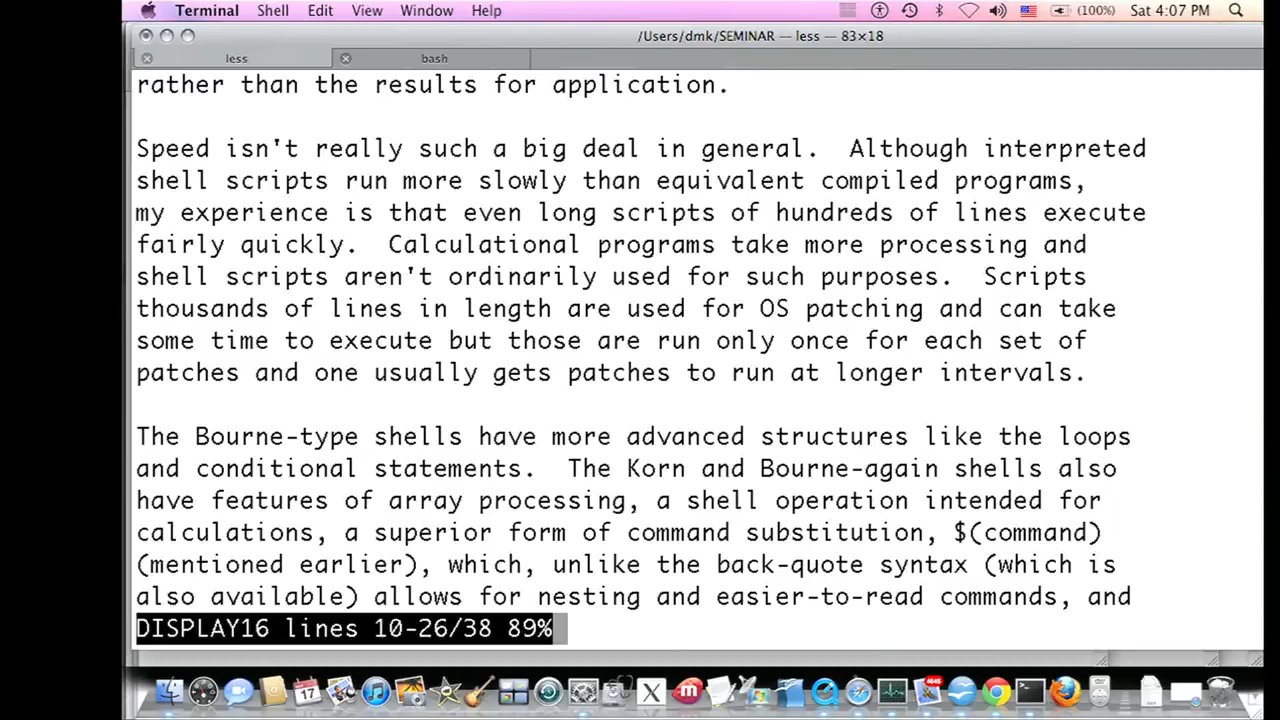 Terminal Shell Edit View Window Help (100%) Sat 4:07 PM
/Users/dmk/SEMINAR — less — 83×18
less bash
rather than the results for application.
Speed isn't really such a big deal in general.  Although interpreted
shell scripts run more slowly than equivalent compiled programs,
my experience is that even long scripts of hundreds of lines execute
fairly quickly.  Calculational programs take more processing and
shell scripts aren't ordinarily used for such purposes.  Scripts
thousands of lines in length are used for OS patching and can take
some time to execute but those are run only once for each set of
patches and one usually gets patches to run at longer intervals.
The Bourne-type shells have more advanced structures like the loops
and conditional statements.  The Korn and Bourne-again shells also
have features of array processing, a shell operation intended for
calculations, a superior form of command substitution, $(command)
(mentioned earlier), which, unlike the back-quote syntax (which is
also available) allows for nesting and easier-to-read commands, and
DISPLAY16 lines 10-26/38 89%
17